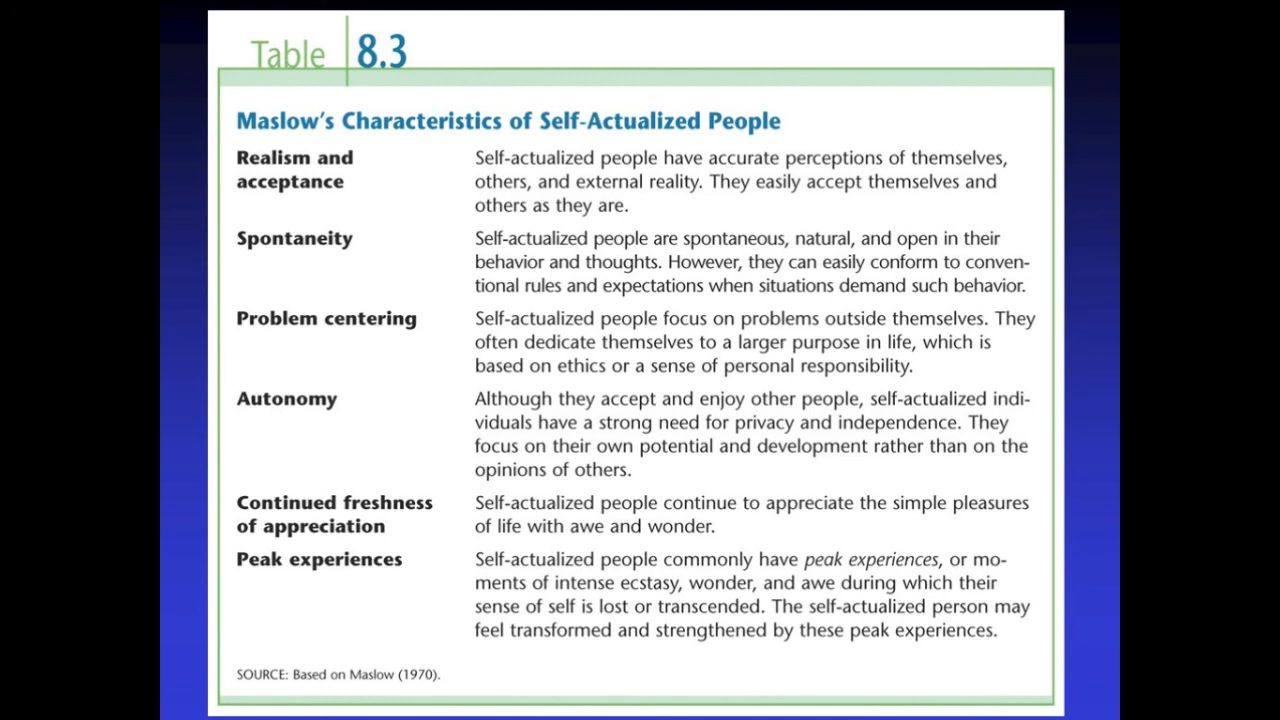 Table 8.3
Maslow's Characteristics of Self-Actualized People
Realism and
acceptance
Self-actualized people have accurate perceptions of themselves,
others, and external reality. They easily accept themselves and
others as they are.
Spontaneity
Self-actualized people are spontaneous, natural, and open in their
behavior and thoughts. However, they can easily conform to conven-
tional rules and expectations when situations demand such behavior.
Problem centering
Self-actualized people focus on problems outside themselves. They
often dedicate themselves to a larger purpose in life, which is
based on ethics or a sense of personal responsibility.
Autonomy
Although they accept and enjoy other people, self-actualized indi-
viduals have a strong need for privacy and independence. They
focus on their own potential and development rather than on the
opinions of others.
Continued freshness
of appreciation
Self-actualized people continue to appreciate the simple pleasures
of life with awe and wonder.
Peak experiences
Self-actualized people commonly have peak experiences, or mo-
ments of intense ecstasy, wonder, and awe during which their
sense of self is lost or transcended. The self-actualized person may
feel transformed and strengthened by these peak experiences.
SOURCE: Based on Maslow (1970).